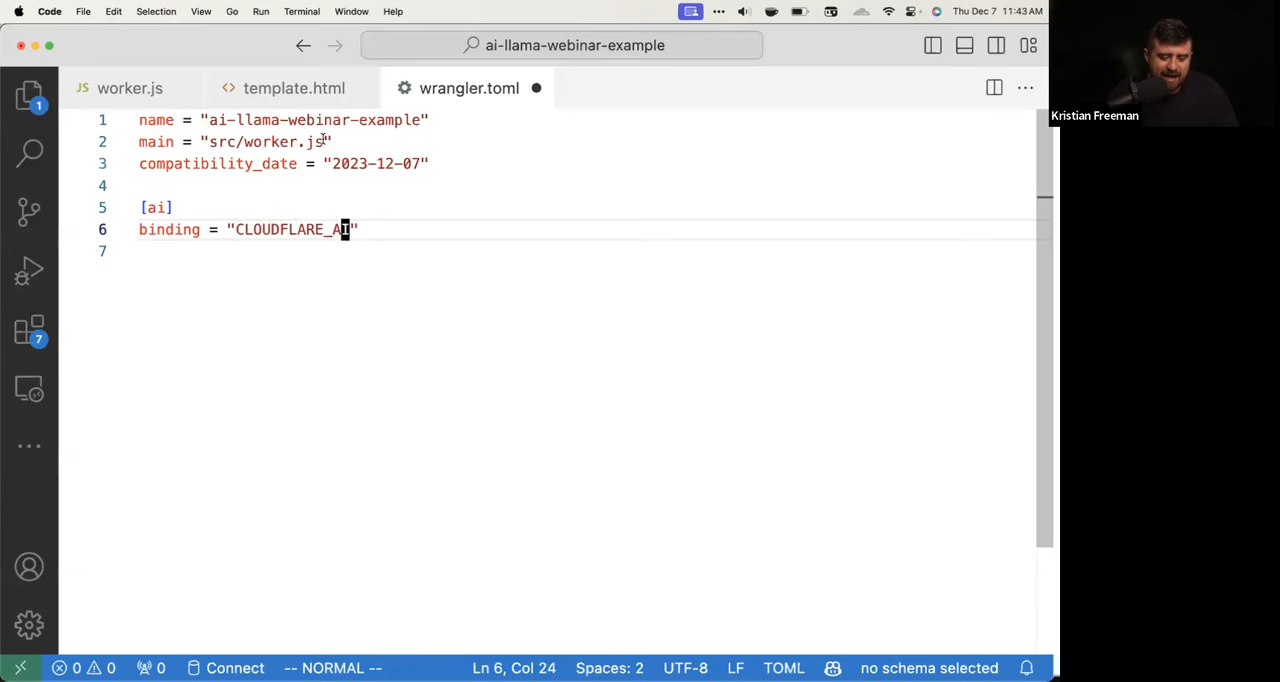 Code File Edit Selection View Go Run Terminal Window Help Thu Dec 7 11:43 AM
ai-llama-webinar-example
JS worker.js <> template.html wrangler.toml
1 name = "ai-llama-webinar-example"
2 main = "src/worker.js"
3 compatibility_date = "2023-12-07"
4
5 [ai]
6 binding = "CLOUDFLARE_AI"
7
1
7
Kristian Freeman
0 0 0 Connect -- NORMAL -- Ln 6, Col 24 Spaces: 2 UTF-8 LF TOML no schema selected